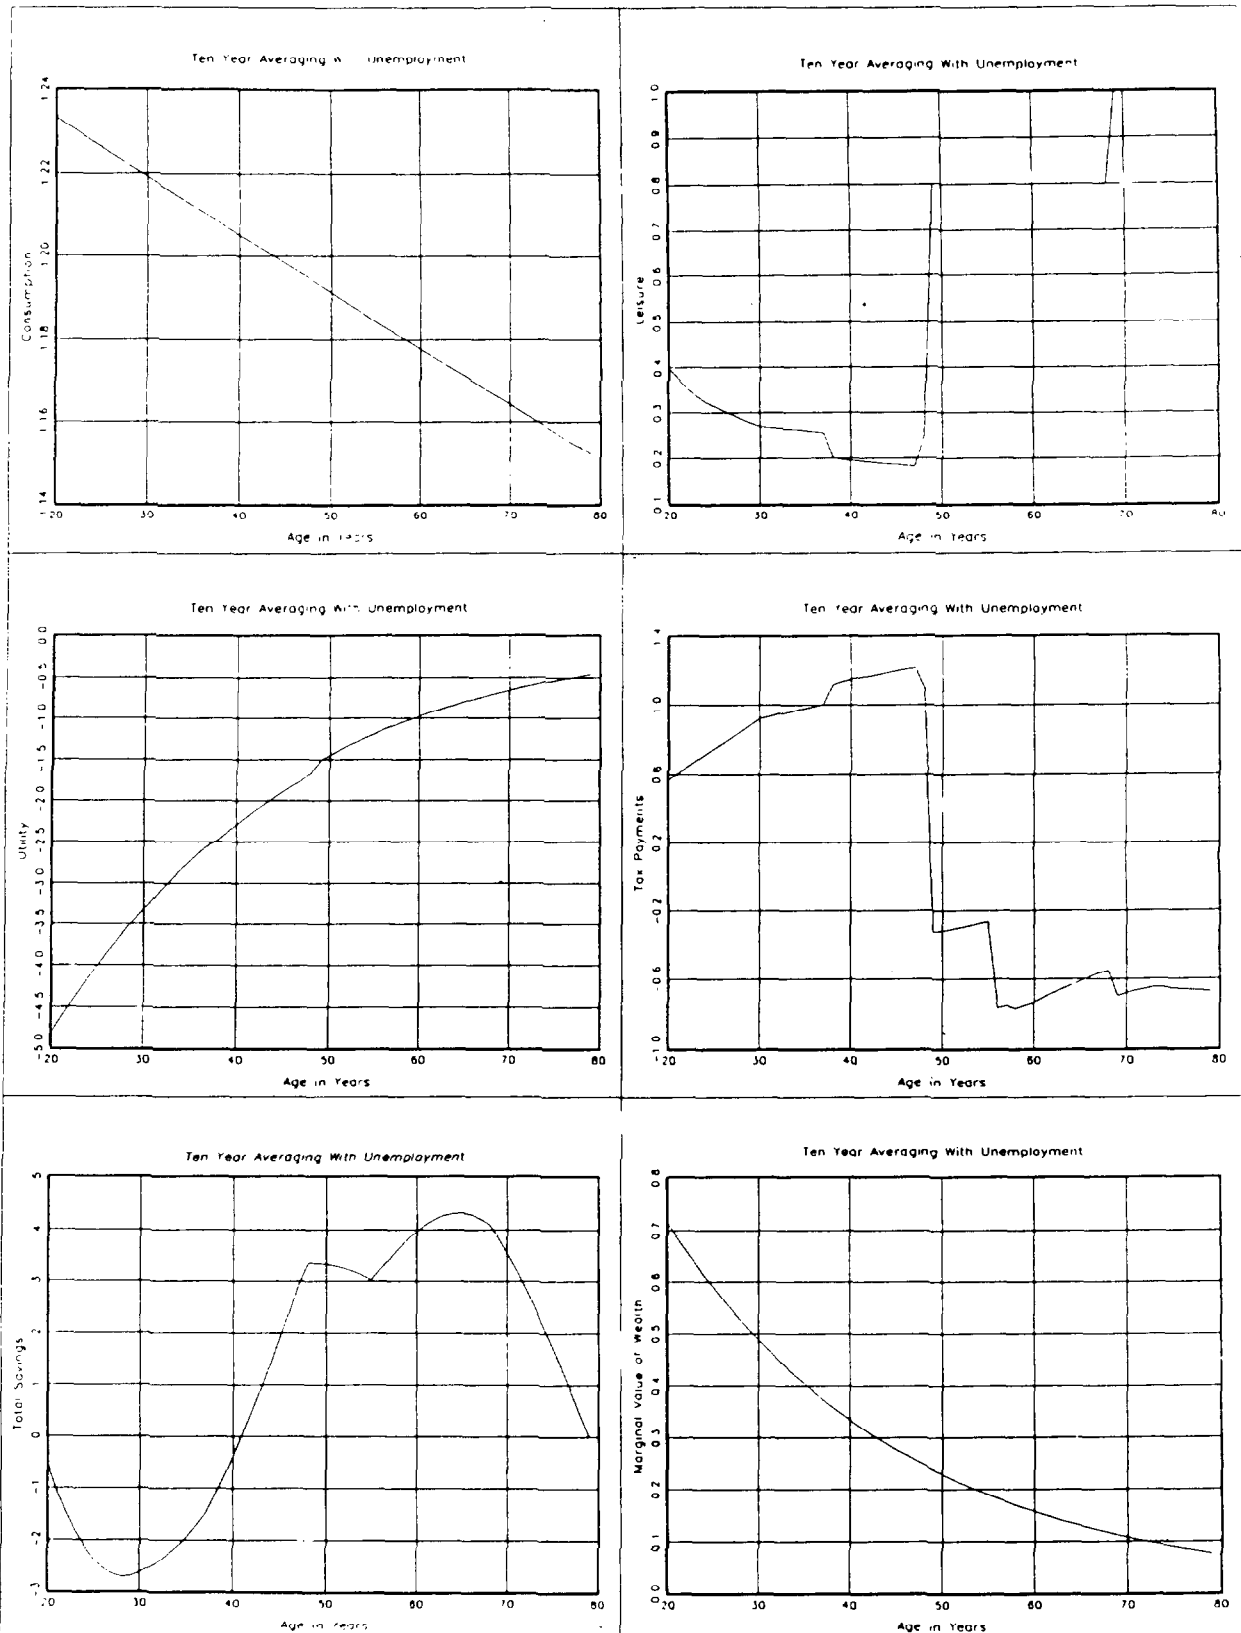 Ten Year Averaging With Unemployment
Consumption
1.24
1.22
1.20
1.18
1.16
1.14
20 30 40 50 60 70 80
Age in Years
Ten Year Averaging With Unemployment
Leisure
1.0
0.9
0.8
0.7
0.6
0.5
0.4
0.3
0.2
0.1
20 30 40 50 60 70 80
Age in Years
Ten Year Averaging With Unemployment
Utility
0.0
-0.5
-1.0
-1.5
-2.0
-2.5
-3.0
-3.5
-4.0
-4.5
-5.0
20 30 40 50 60 70 80
Age in Years
Ten Year Averaging With Unemployment
Tax Payments
1.4
1.0
0.6
0.2
-0.2
-0.6
-1.0
20 30 40 50 60 70 80
Age in Years
Ten Year Averaging With Unemployment
Total Savings
5
4
3
2
1
0
-1
-2
-3
20 30 40 50 60 70 80
Age in Years
Ten Year Averaging With Unemployment
Marginal Value of Wealth
0.8
0.7
0.6
0.5
0.4
0.3
0.2
0.1
0.0
20 30 40 50 60 70 80
Age in Years